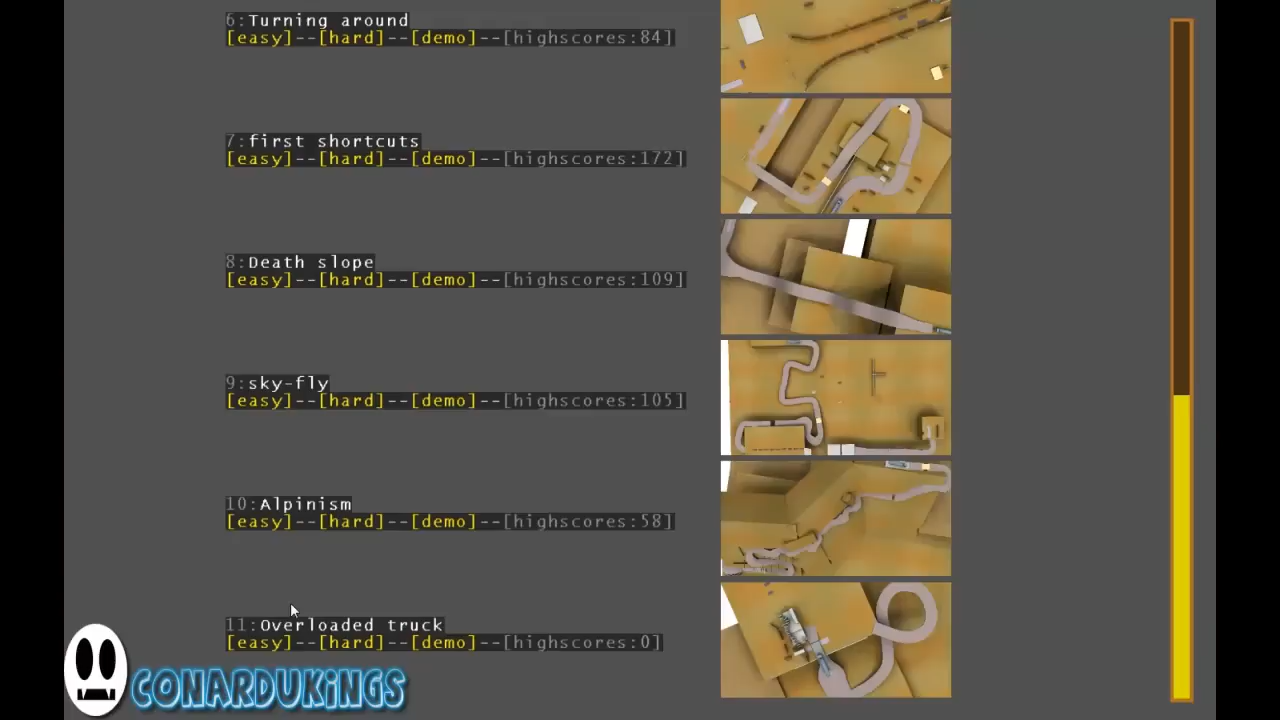 6:Turning around
[easy]--[hard]--[demo]--[highscores:84]
7:first shortcuts
[easy]--[hard]--[demo]--[highscores:172]
8:Death slope
[easy]--[hard]--[demo]--[highscores:109]
9:sky-fly
[easy]--[hard]--[demo]--[highscores:105]
10:Alpinism
[easy]--[hard]--[demo]--[highscores:58]
11:Overloaded truck
[easy]--[hard]--[demo]--[highscores:0]
CONARDUKINGS